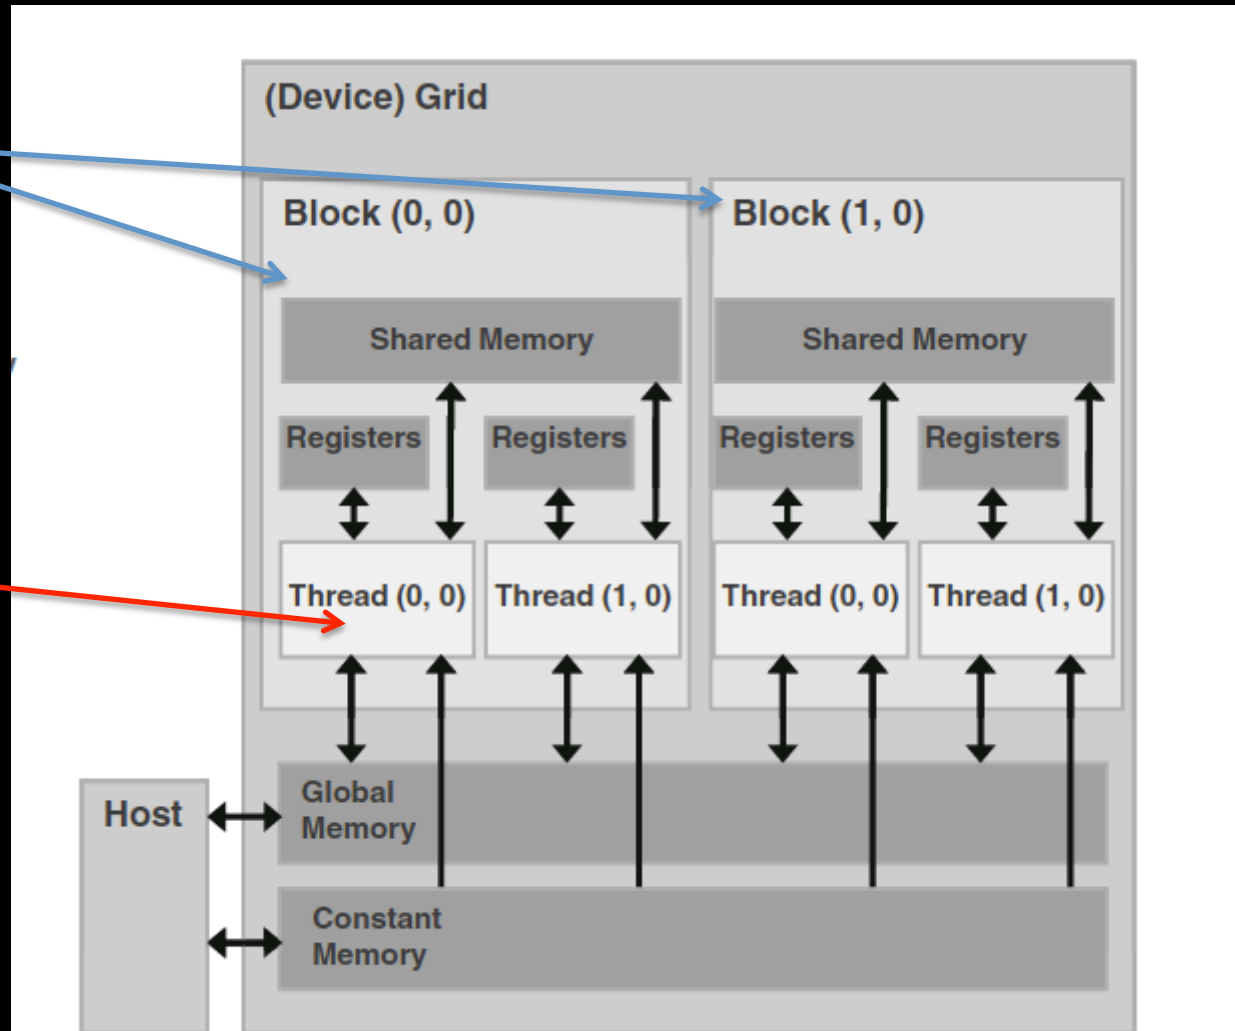 (Device) Grid
Block (0, 0)
Block (1, 0)
Shared Memory
Shared Memory
Registers
Registers
Registers
Registers
Thread (0, 0)
Thread (1, 0)
Thread (0, 0)
Thread (1, 0)
Host
Global
Memory
Constant
Memory